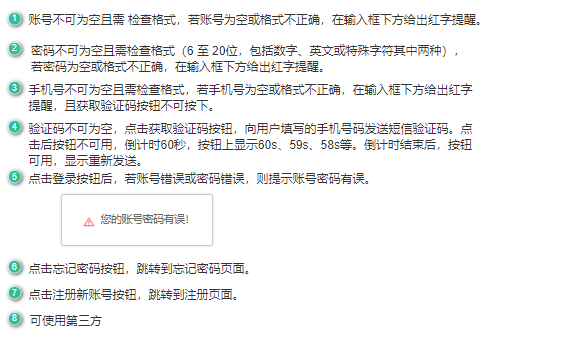 1 账号不可为空且需 检查格式，若账号为空或格式不正确，在输入框下方给出红字提醒。
2 密码不可为空且需检查格式（6 至 20位，包括数字、英文或特殊字符其中两种），
若密码为空或格式不正确，在输入框下方给出红字提醒。
3 手机号不可为空且需检查格式，若手机号为空或格式不正确，在输入框下方给出红字
提醒，且获取验证码按钮不可按下。
4 验证码不可为空，点击获取验证码按钮，向用户填写的手机号码发送短信验证码。点
击后按钮不可用，倒计时60秒，按钮上显示60s、59s、58s等。倒计时结束后，按钮
可用，显示重新发送。
5 点击登录按钮后，若账号错误或密码错误，则提示账号密码有误。
您的账号密码有误！
6 点击忘记密码按钮，跳转到忘记密码页面。
7 点击注册新账号按钮，跳转到注册页面。
8 可使用第三方